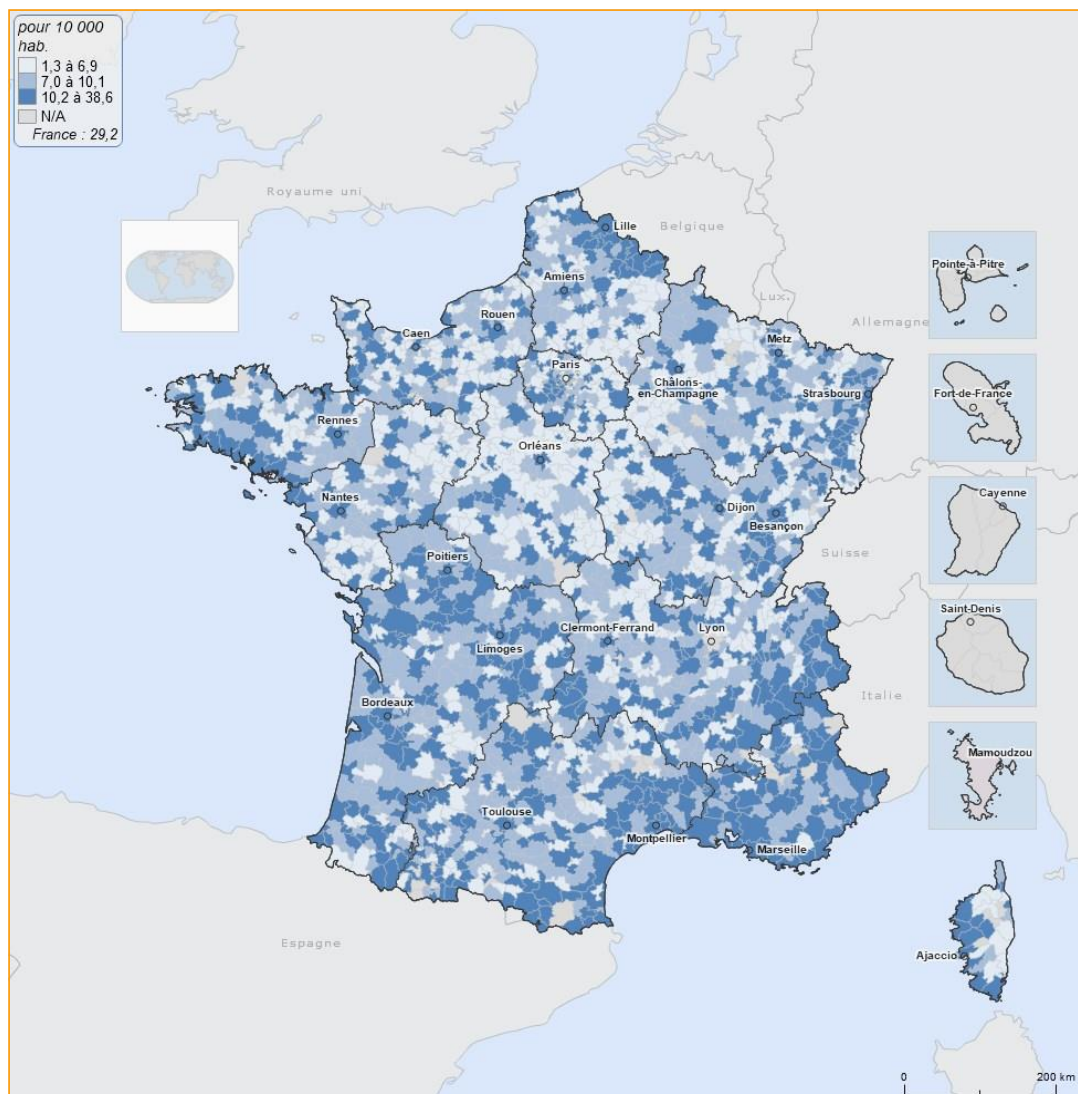 pour 10 000
hab.
1,3 à 6,9
7,0 à 10,1
10,2 à 38,6
N/A
France : 29,2
Royaume uni
Lille
Belgique
Amiens
Pointe-à-Pitre
Lux.
Rouen
Allemagne
Caen
Metz
Paris
Châlons-
en-Champagne
Strasbourg
Fort-de-France
Rennes
Orléans
Nantes
Cayenne
Dijon
Besançon
Suisse
Poitiers
Saint-Denis
Clermont-Ferrand
Lyon
Limoges
Italie
Bordeaux
Mamoudzou
Toulouse
Montpellier
Marseille
Espagne
Ajaccio
0
200 km